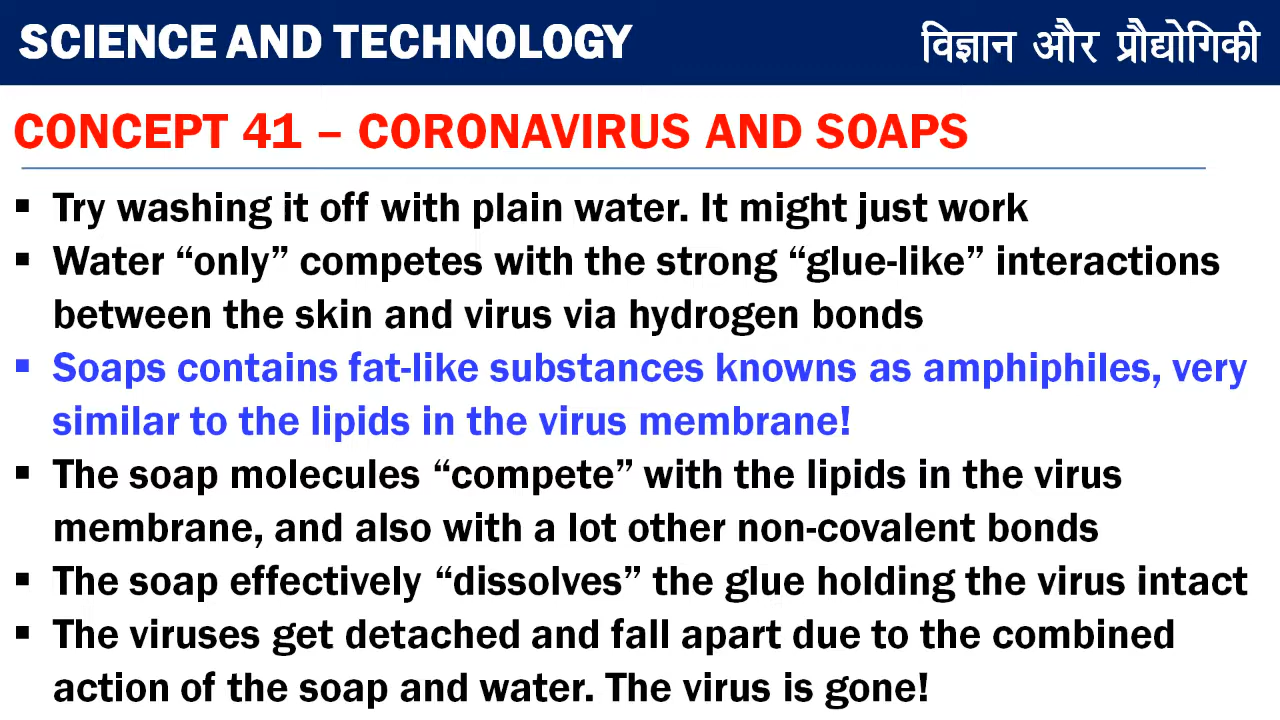 SCIENCE AND TECHNOLOGY
विज्ञान और प्रौद्योगिकी
CONCEPT 41 – CORONAVIRUS AND SOAPS
▪ Try washing it off with plain water. It might just work
▪ Water “only” competes with the strong “glue-like” interactions
between the skin and virus via hydrogen bonds
▪ Soaps contains fat-like substances knowns as amphiphiles, very
similar to the lipids in the virus membrane!
▪ The soap molecules “compete” with the lipids in the virus
membrane, and also with a lot other non-covalent bonds
▪ The soap effectively “dissolves” the glue holding the virus intact
▪ The viruses get detached and fall apart due to the combined
action of the soap and water. The virus is gone!